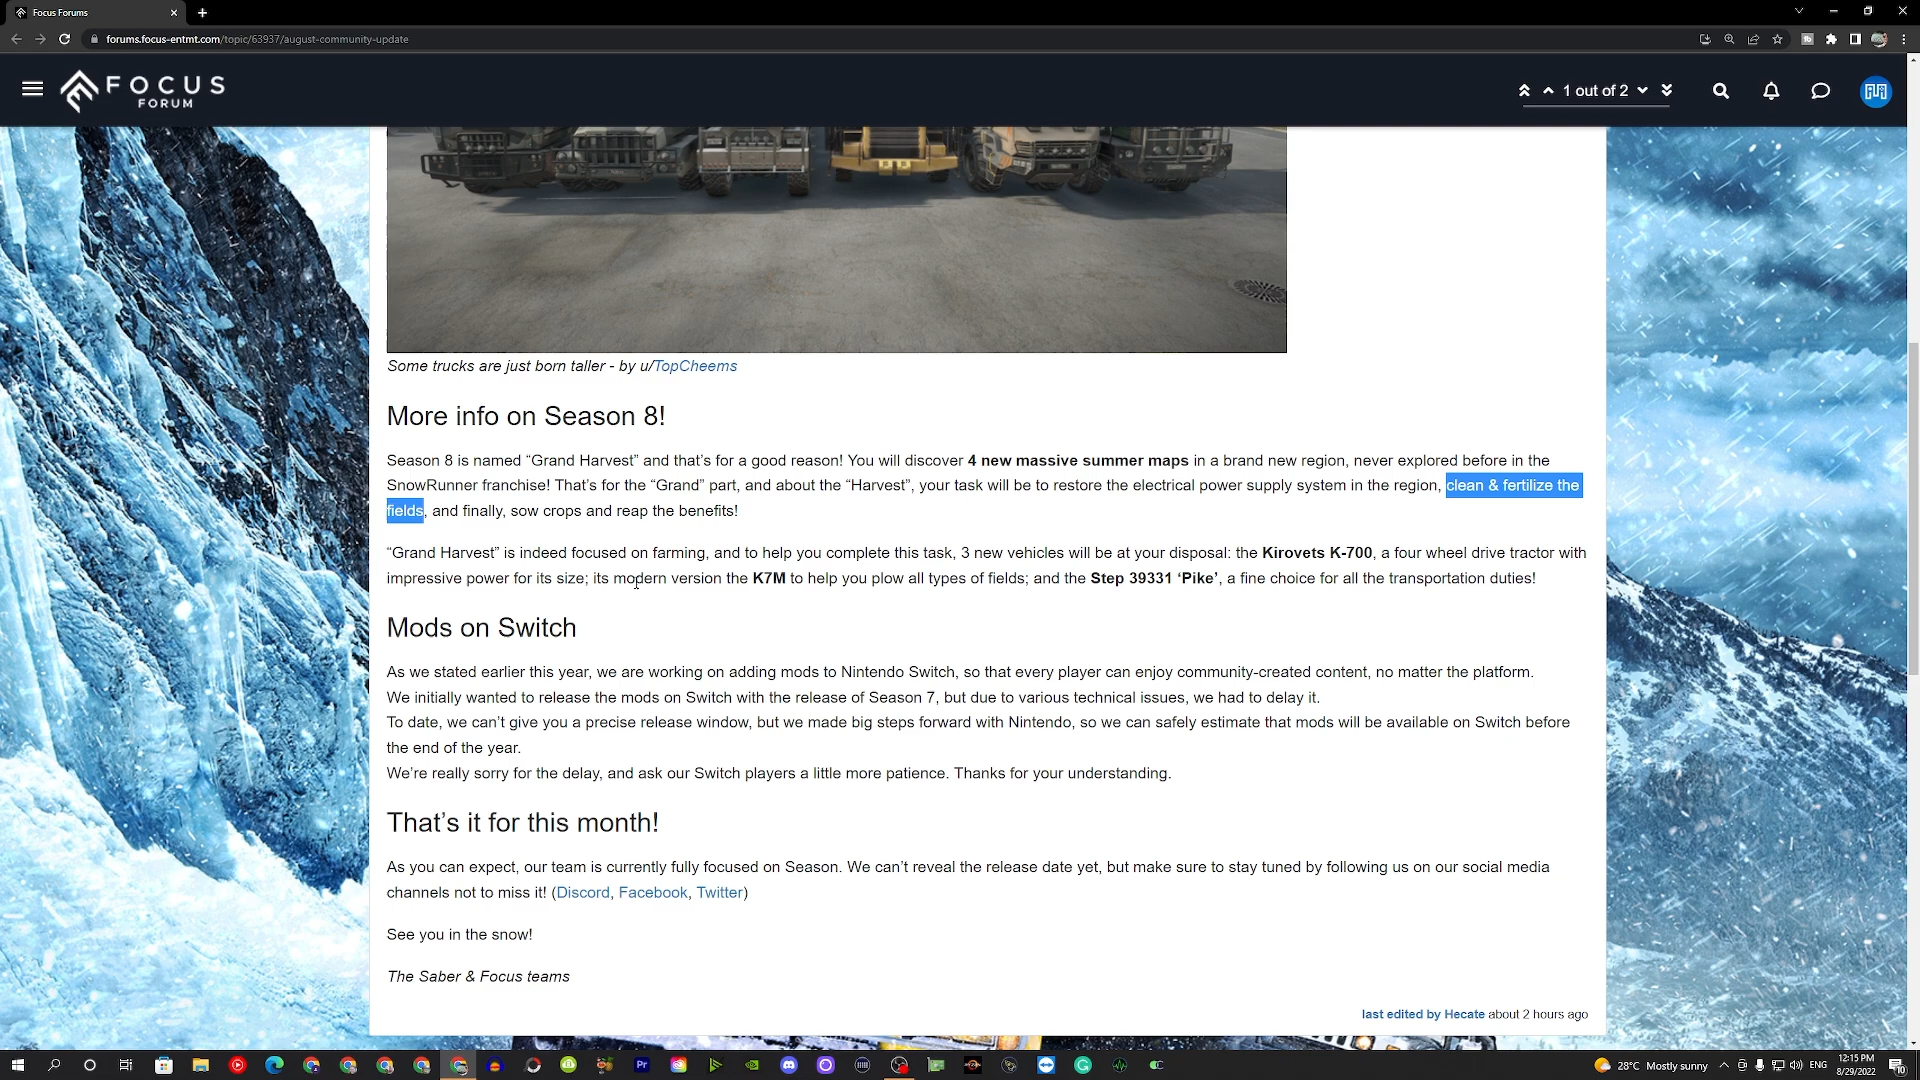 Focus Forums
forums.focus-entmt.com/topic/63937/august-community-update
FOCUS
FORUM
1 out of 2
Some trucks are just born taller - by u/TopCheems
More info on Season 8!
Season 8 is named “Grand Harvest” and that’s for a good reason! You will discover 4 new massive summer maps in a brand new region, never explored before in the
SnowRunner franchise! That’s for the “Grand” part, and about the “Harvest”, your task will be to restore the electrical power supply system in the region, clean & fertilize the
fields, and finally, sow crops and reap the benefits!
“Grand Harvest” is indeed focused on farming, and to help you complete this task, 3 new vehicles will be at your disposal: the Kirovets K-700, a four wheel drive tractor with
impressive power for its size; its modern version the K7M to help you plow all types of fields; and the Step 39331 ‘Pike’, a fine choice for all the transportation duties!
Mods on Switch
As we stated earlier this year, we are working on adding mods to Nintendo Switch, so that every player can enjoy community-created content, no matter the platform.
We initially wanted to release the mods on Switch with the release of Season 7, but due to various technical issues, we had to delay it.
To date, we can’t give you a precise release window, but we made big steps forward with Nintendo, so we can safely estimate that mods will be available on Switch before
the end of the year.
We’re really sorry for the delay, and ask our Switch players a little more patience. Thanks for your understanding.
That’s it for this month!
As you can expect, our team is currently fully focused on Season. We can’t reveal the release date yet, but make sure to stay tuned by following us on our social media
channels not to miss it! (Discord, Facebook, Twitter)
See you in the snow!
The Saber & Focus teams
last edited by Hecate about 2 hours ago
Pr
28°C Mostly sunny
ENG
12:15 PM
8/29/2022